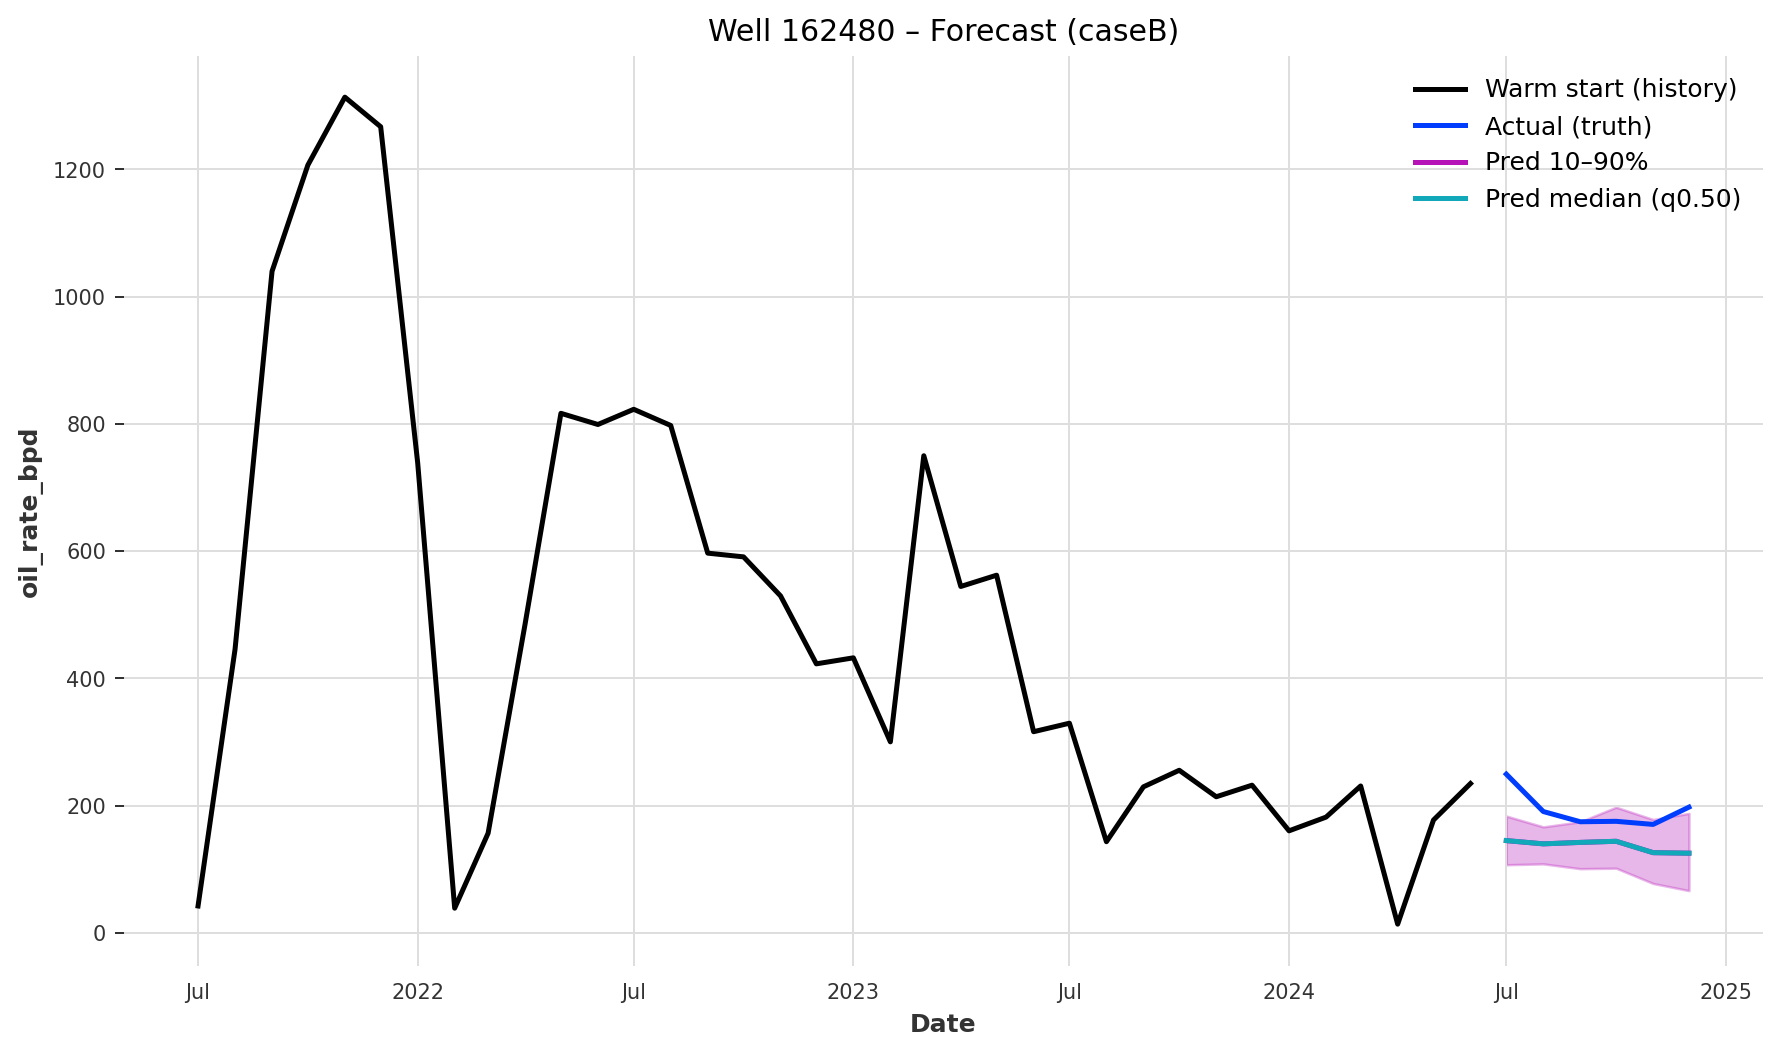 Well 162480 – Forecast (caseB)
Warm start (history)
Actual (truth)
Pred 10–90%
Pred median (q0.50)
oil_rate_bpd
1200
1000
800
600
400
200
0
Jul
2022
Jul
2023
Jul
2024
Jul
2025
Date